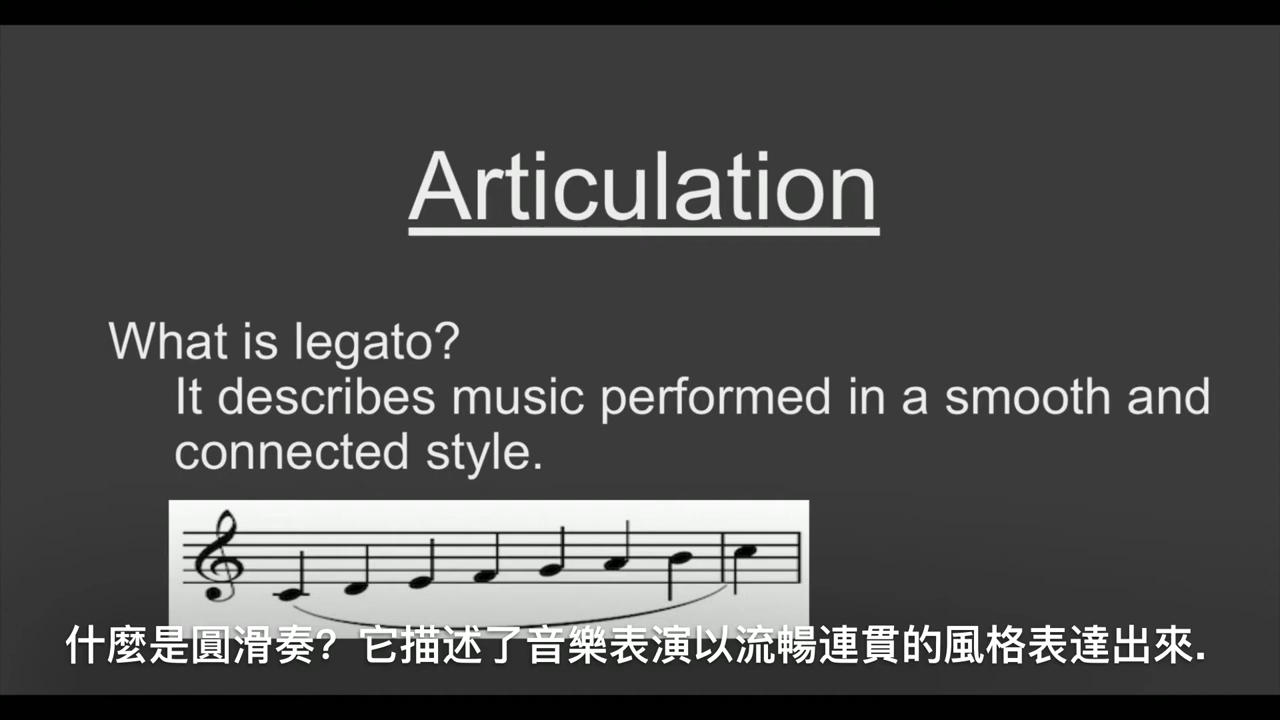 Articulation
What is legato?
It describes music performed in a smooth and
connected style.
什麼是圓滑奏? 它描述了音樂表演以流暢連貫的風格表達出來.